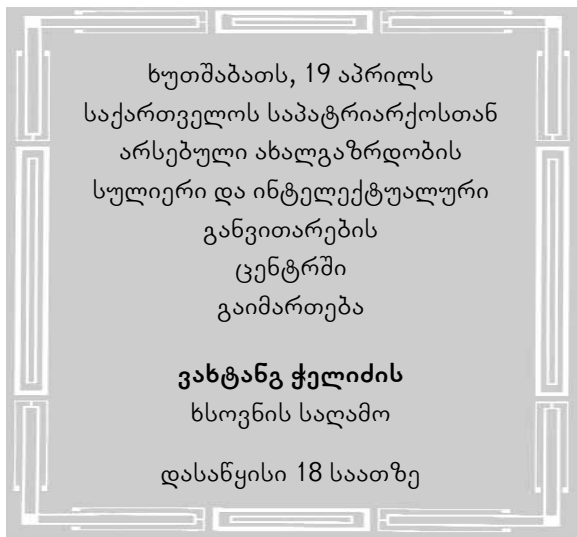 ხუთშაბათს, 19 აპრილს
საქართველოს საპატრიარქოსთან
არსებული ახალგაზრდობის
სულიერი და ინტელექტუალური
განვითარების
ცენტრში
გაიმართება
ვახტანგ ჭელიძის
ხსოვნის საღამო
დასაწყისი 18 საათზე